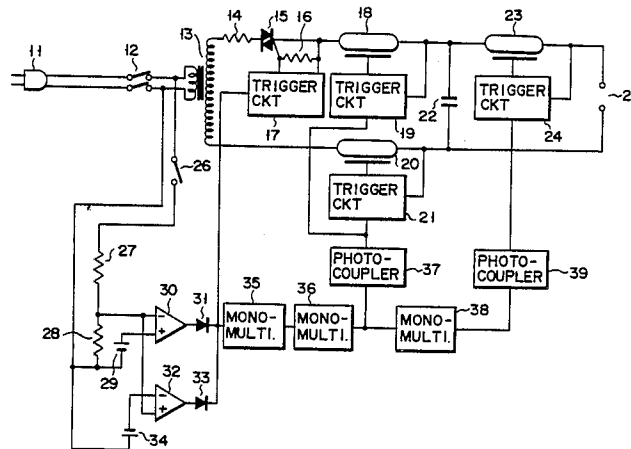 11
12
13
14
15
16
18
23
TRIGGER
CKT
17
TRIGGER
CKT
19
22
TRIGGER
CKT
24
2
26
20
TRIGGER
CKT
21
27
PHOTO-
COUPLER
37
PHOTO-
COUPLER
39
28
29
30
-
+
31
35
MONO-
MULTI.
36
MONO-
MULTI.
38
MONO-
MULTI.
32
-
+
33
34